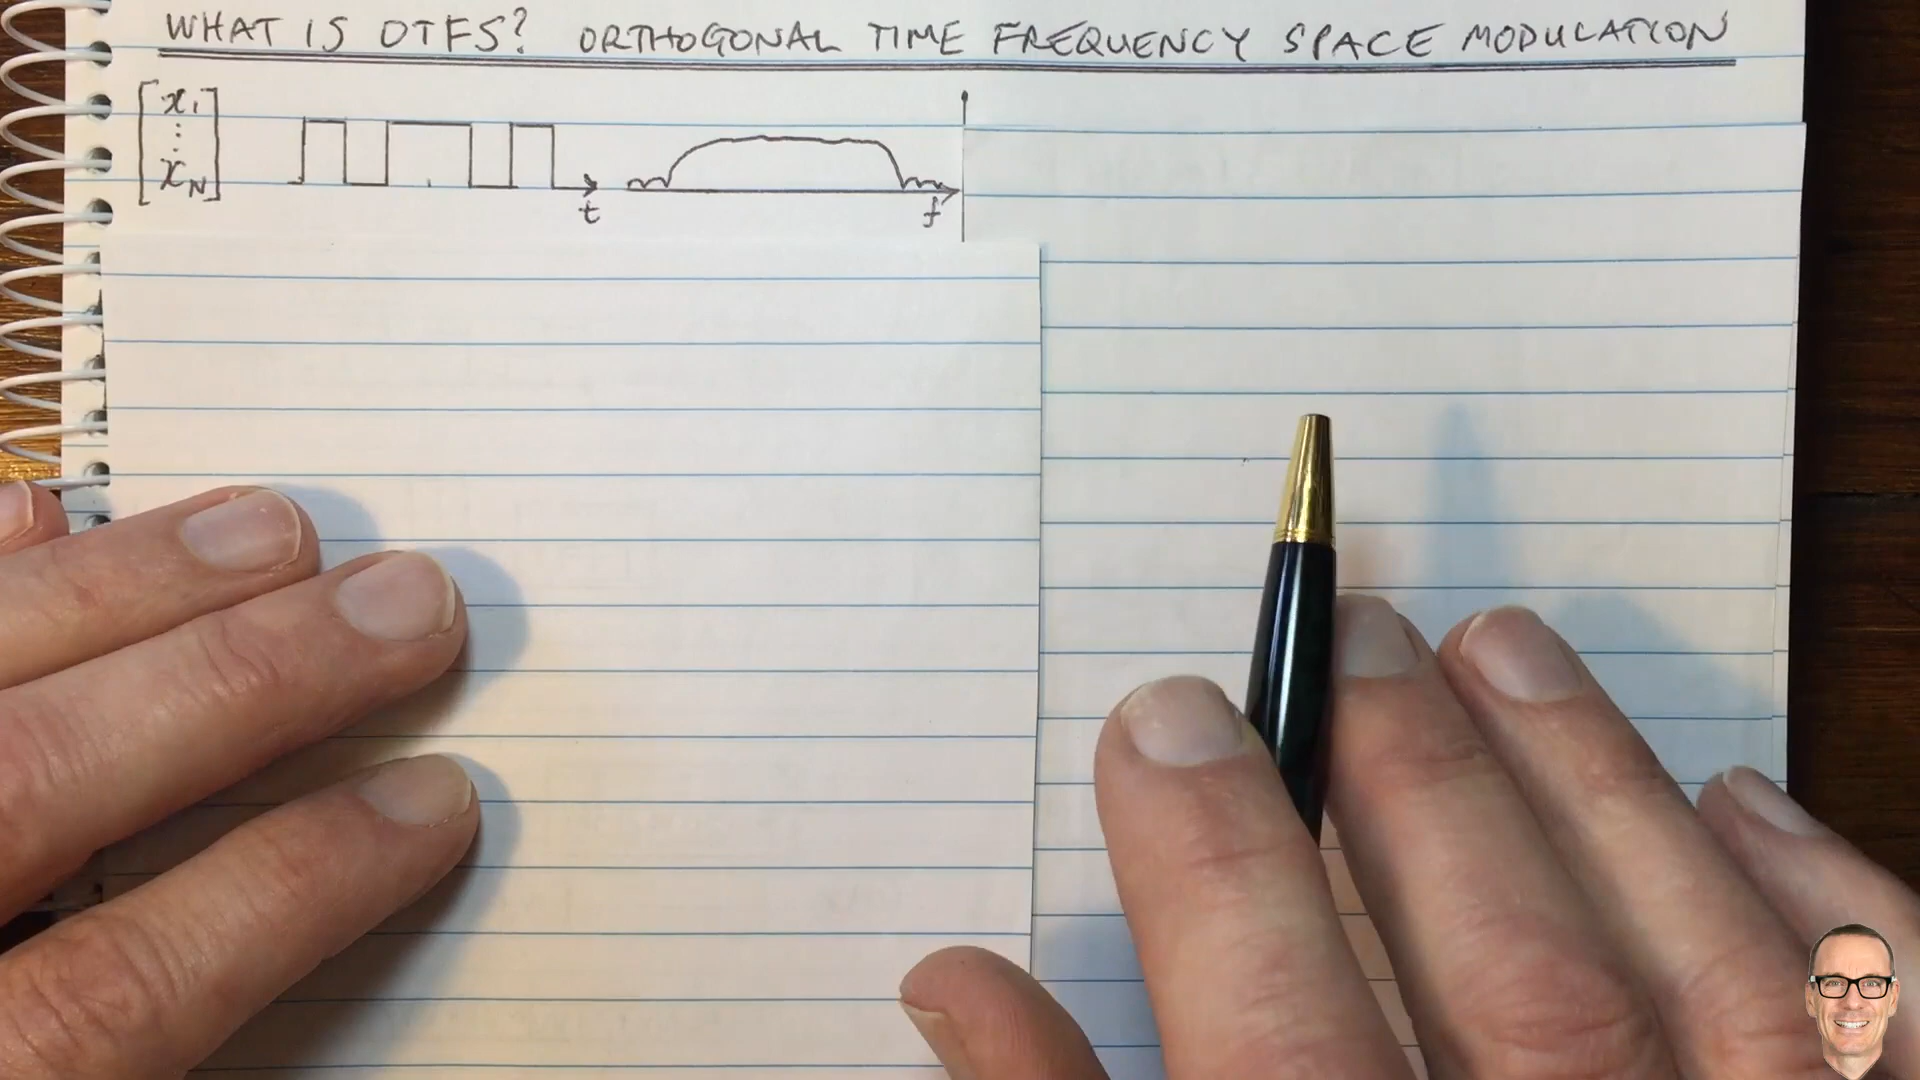 WHAT IS OTFS? ORTHOGONAL TIME FREQUENCY SPACE MODULATION
x1
⋮
xN
t
f